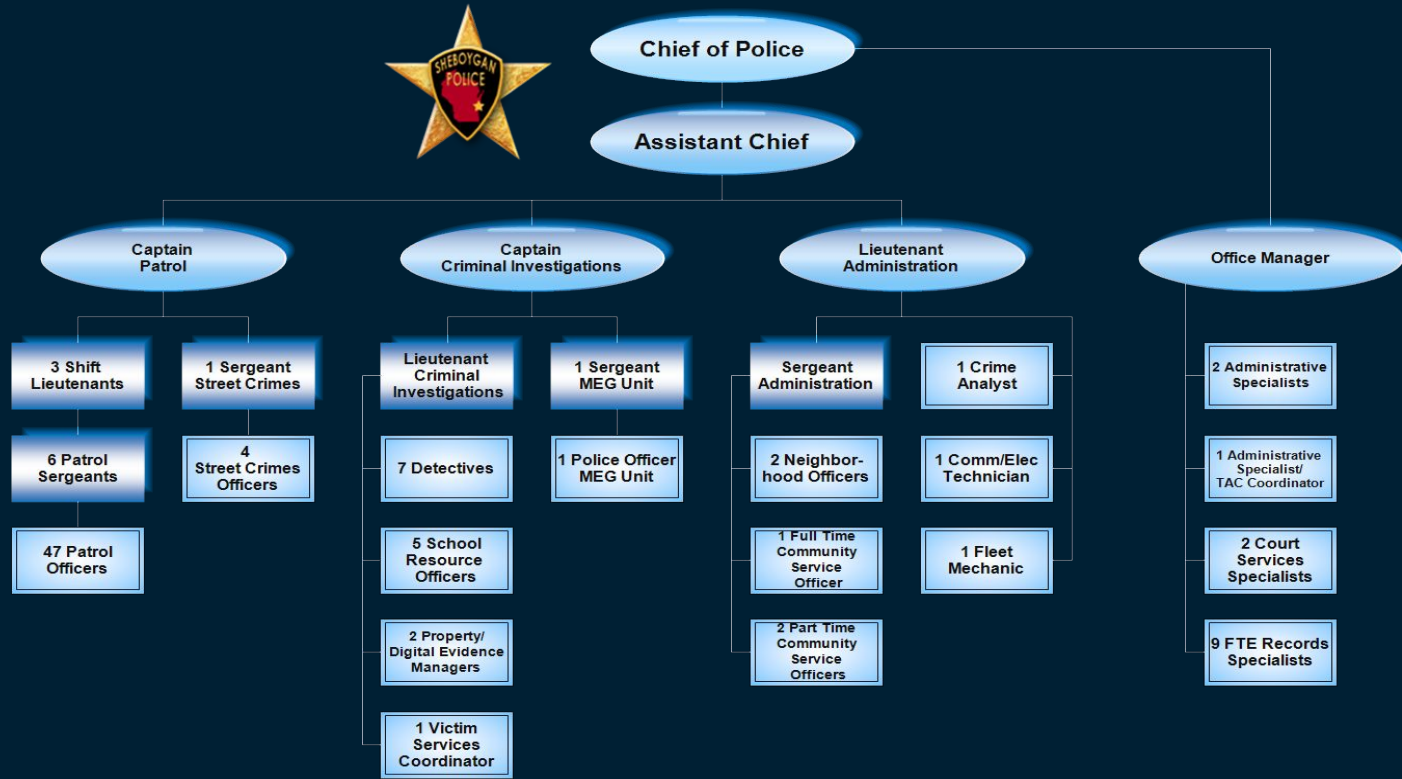 SHEBOYGAN
POLICE
Chief of Police
Assistant Chief
Captain
Patrol
Captain
Criminal Investigations
Lieutenant
Administration
Office Manager
3 Shift
Lieutenants
6 Patrol
Sergeants
47 Patrol
Officers
1 Sergeant
Street Crimes
4
Street Crimes
Officers
Lieutenant
Criminal
Investigations
7 Detectives
5 School
Resource
Officers
2 Property/
Digital Evidence
Managers
1 Victim
Services
Coordinator
1 Sergeant
MEG Unit
1 Police Officer
MEG Unit
Sergeant
Administration
2 Neighbor-
hood Officers
1 Full Time
Community
Service
Officer
2 Part Time
Community
Service
Officers
1 Crime
Analyst
1 Comm/Elec
Technician
1 Fleet
Mechanic
2 Administrative
Specialists
1 Administrative
Specialist/
TAC Coordinator
2 Court
Services
Specialists
9 FTE Records
Specialists